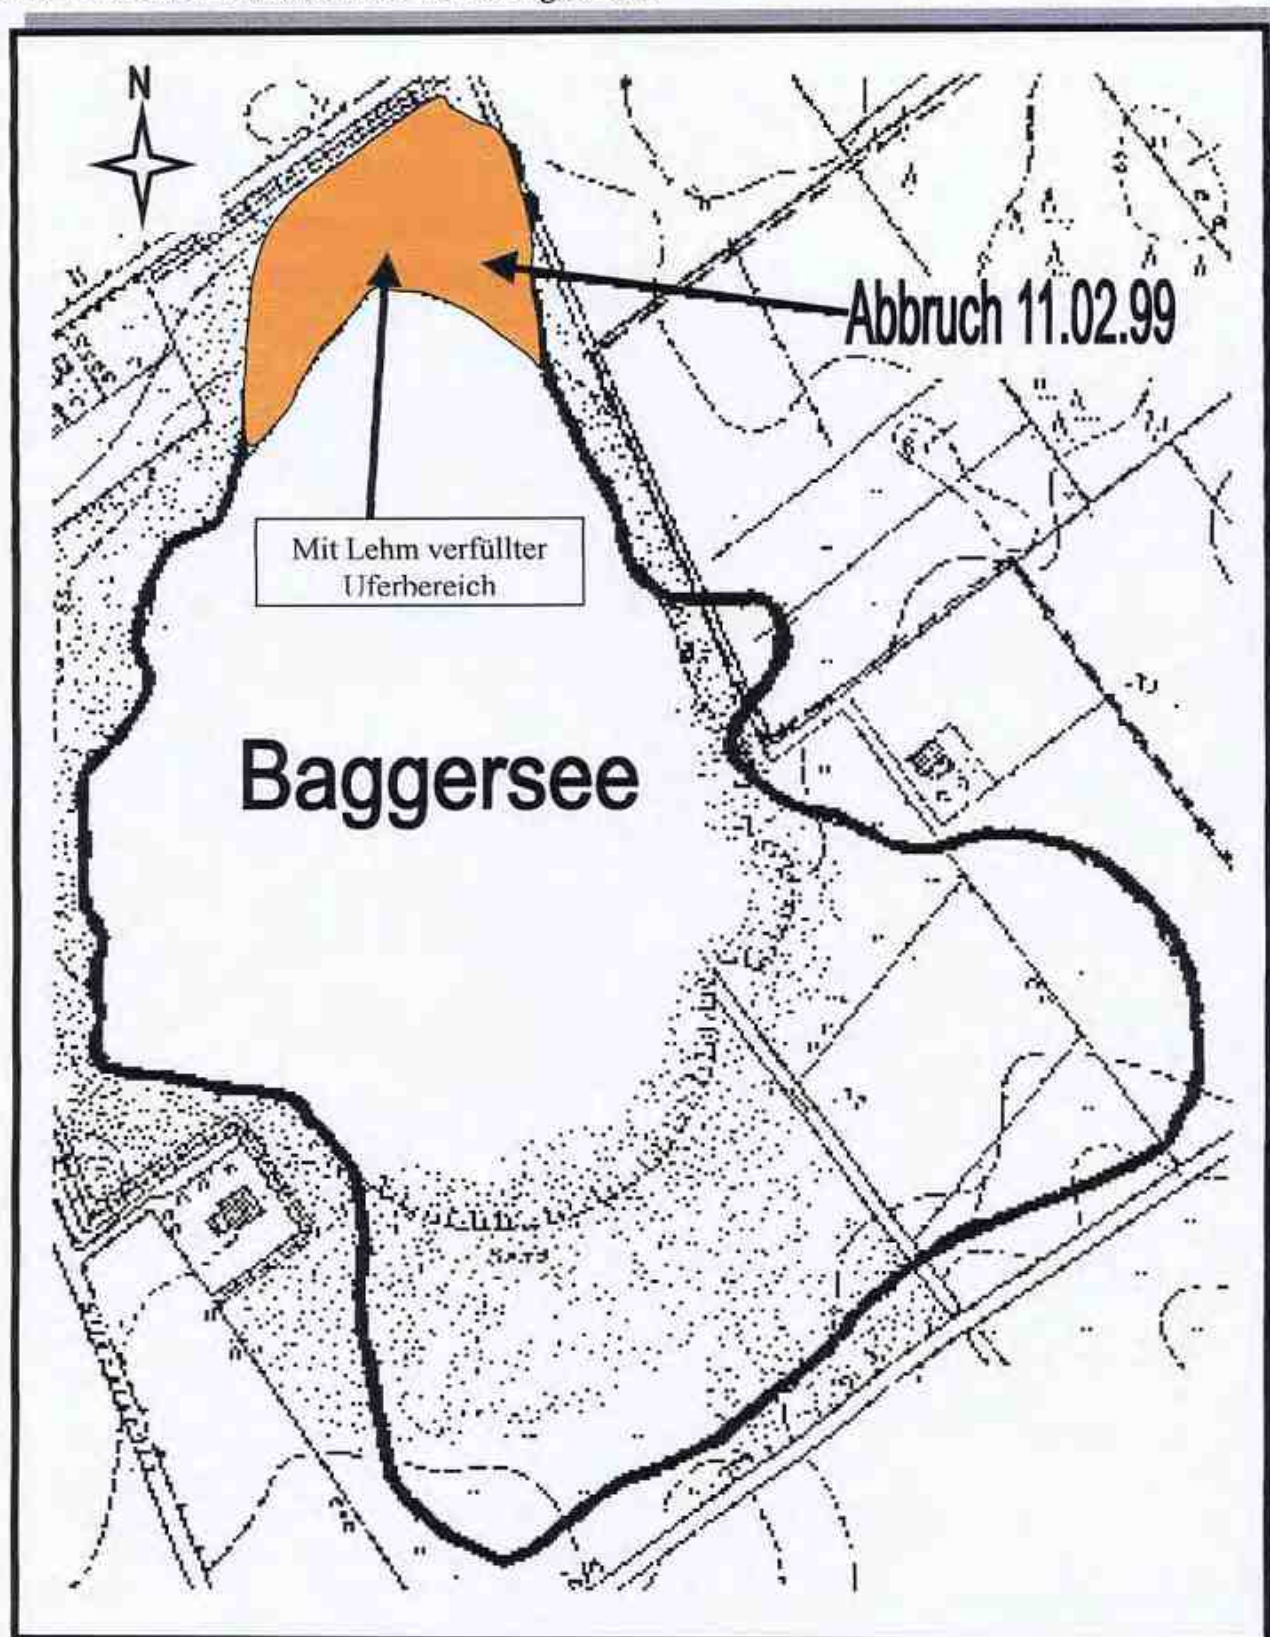 N
Abbruch 11.02.99
Mit Lehm verfüllter
Uferbereich
Baggersee